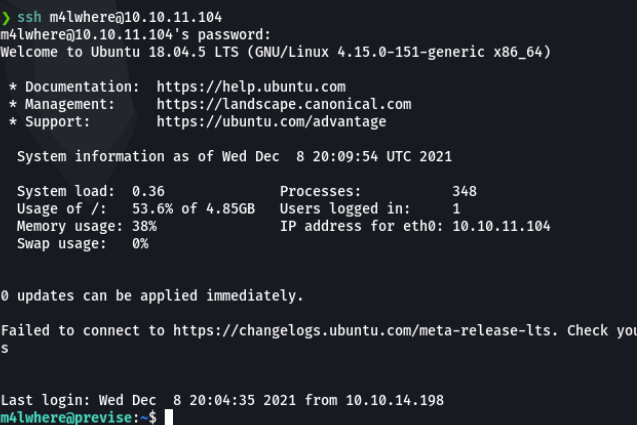 ❯ ssh m4lwhere@10.10.11.104
m4lwhere@10.10.11.104's password:
Welcome to Ubuntu 18.04.5 LTS (GNU/Linux 4.15.0-151-generic x86_64)
* Documentation: https://help.ubuntu.com
* Management: https://landscape.canonical.com
* Support: https://ubuntu.com/advantage
System information as of Wed Dec 8 20:09:54 UTC 2021
System load: 0.36 Processes: 348
Usage of /: 53.6% of 4.85GB Users logged in: 1
Memory usage: 38% IP address for eth0: 10.10.11.104
Swap usage: 0%
0 updates can be applied immediately.
Failed to connect to https://changelogs.ubuntu.com/meta-release-lts. Check you
s
Last login: Wed Dec 8 20:04:35 2021 from 10.10.14.198
m4lwhere@previse:~$